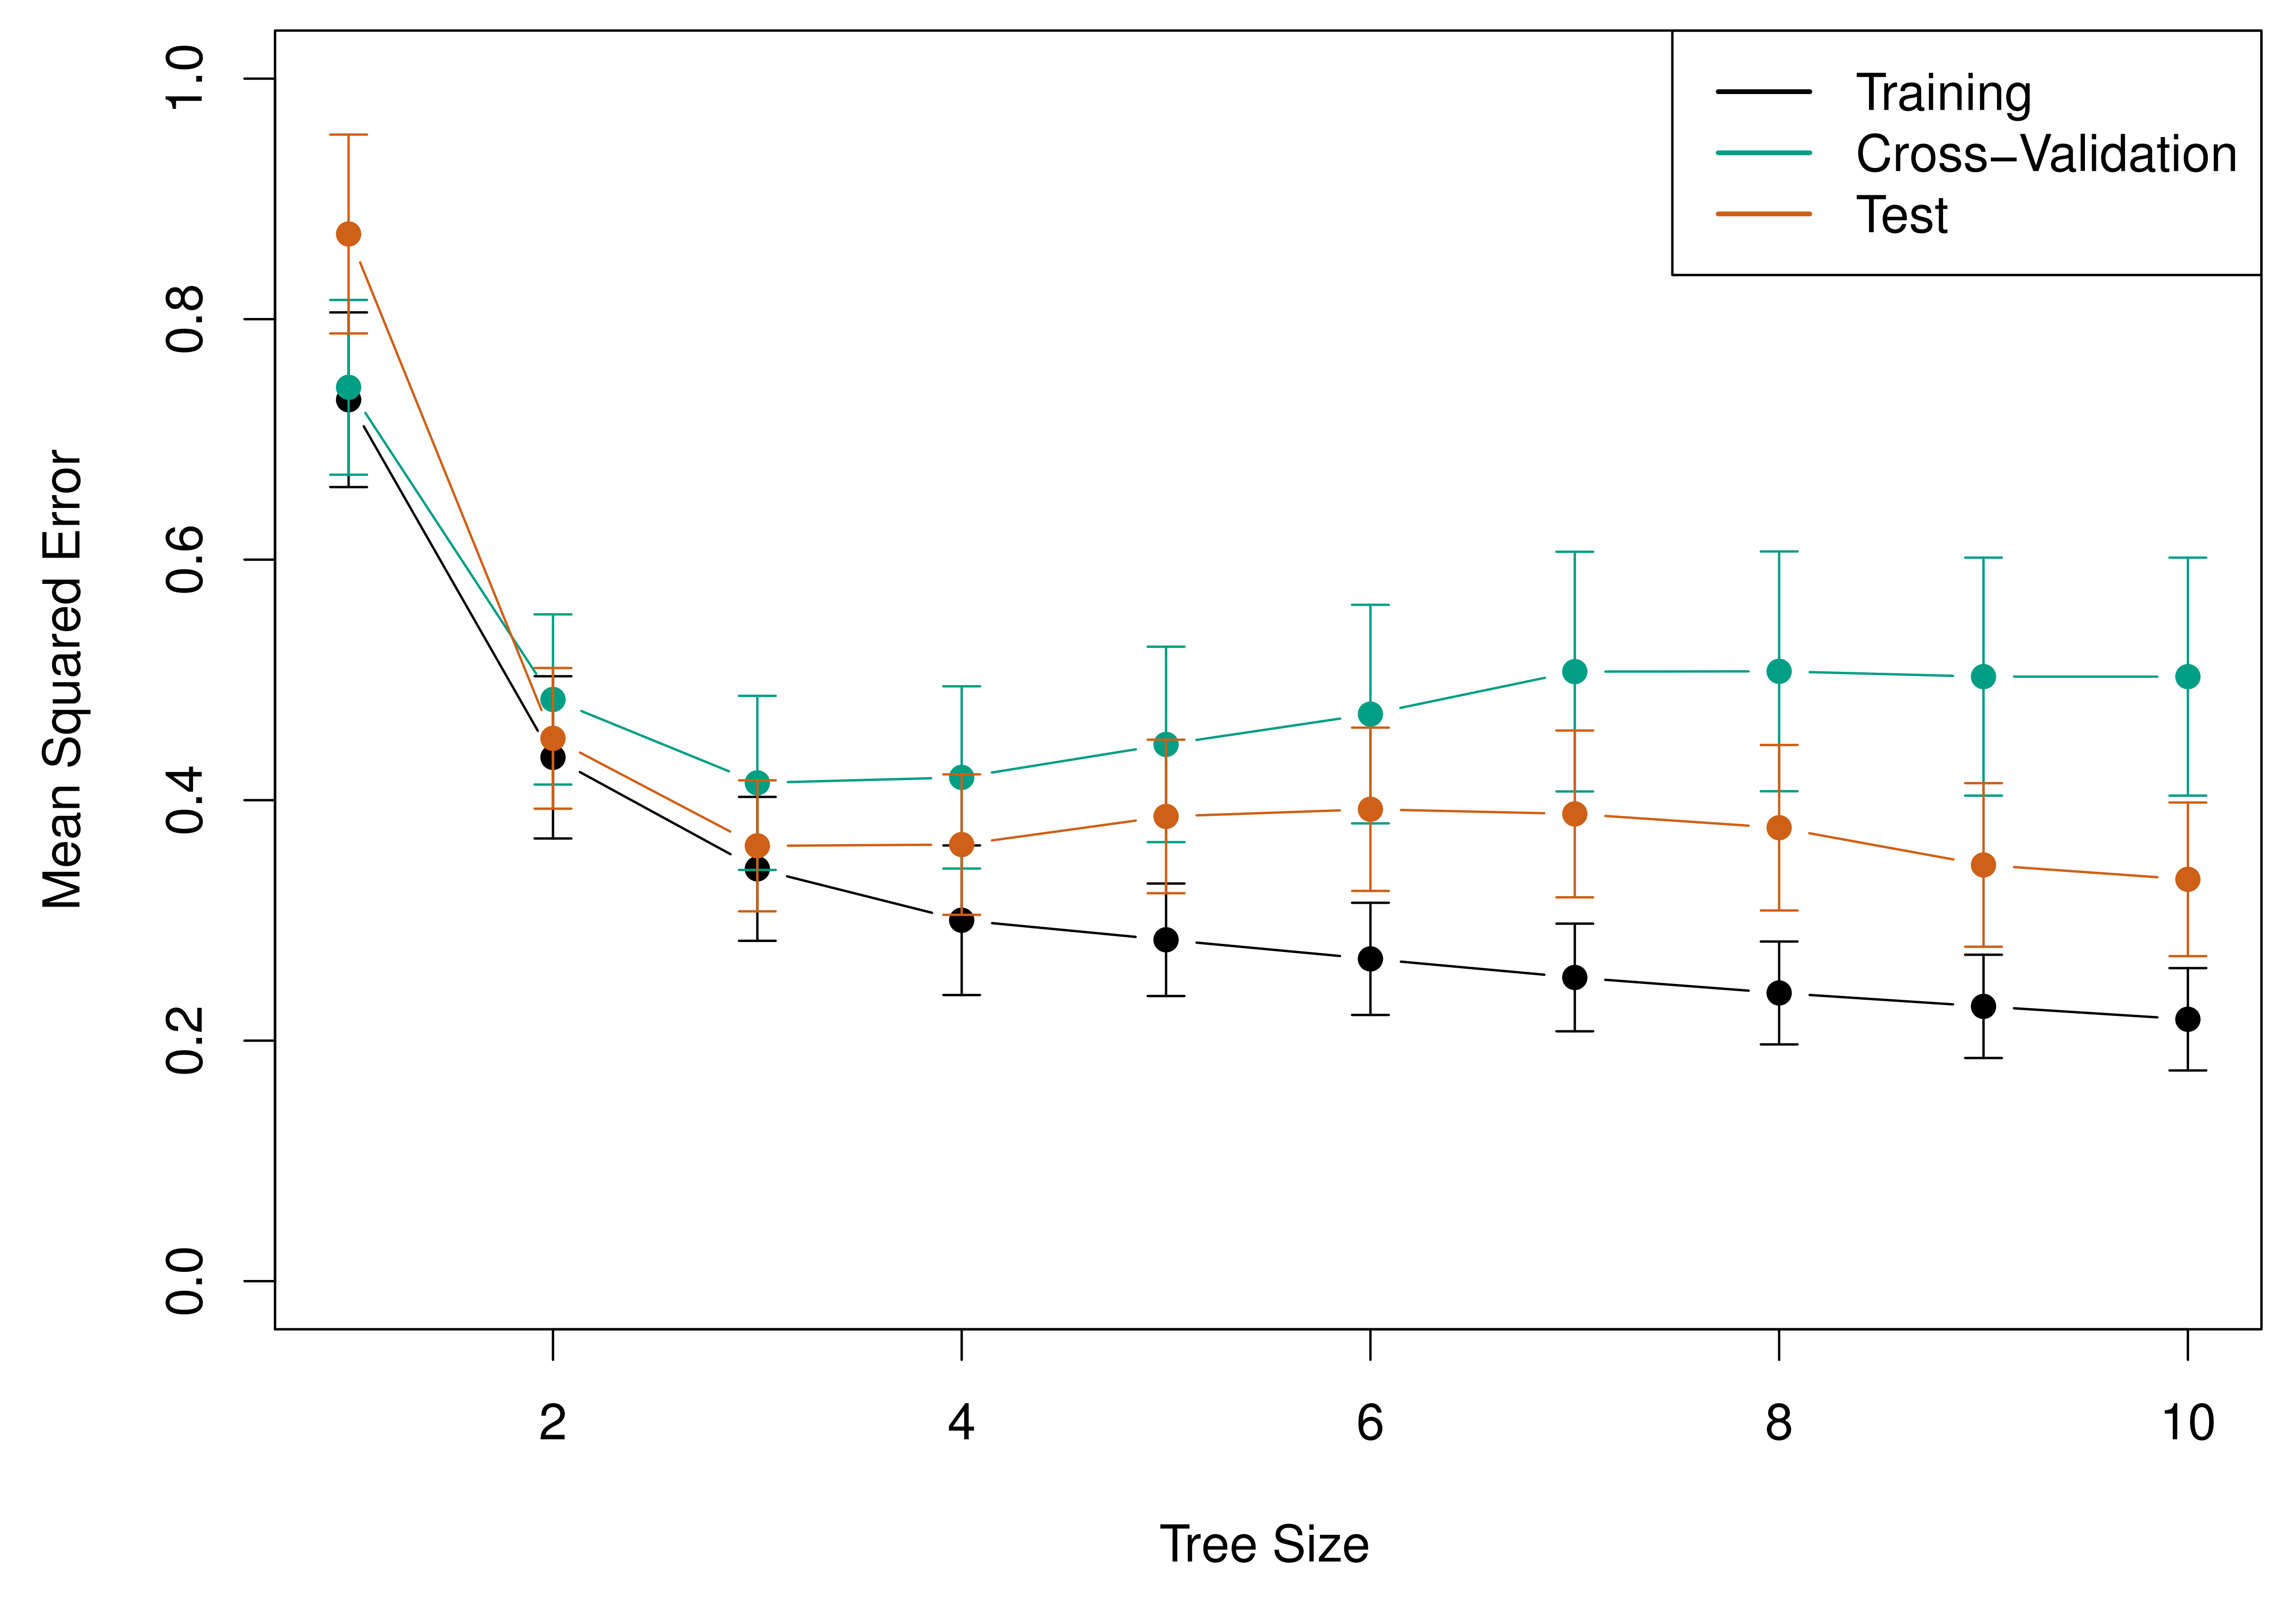 Training
Cross−Validation
Test
Mean Squared Error
1.0
0.8
0.6
0.4
0.2
0.0
2 4 6 8 10
Tree Size